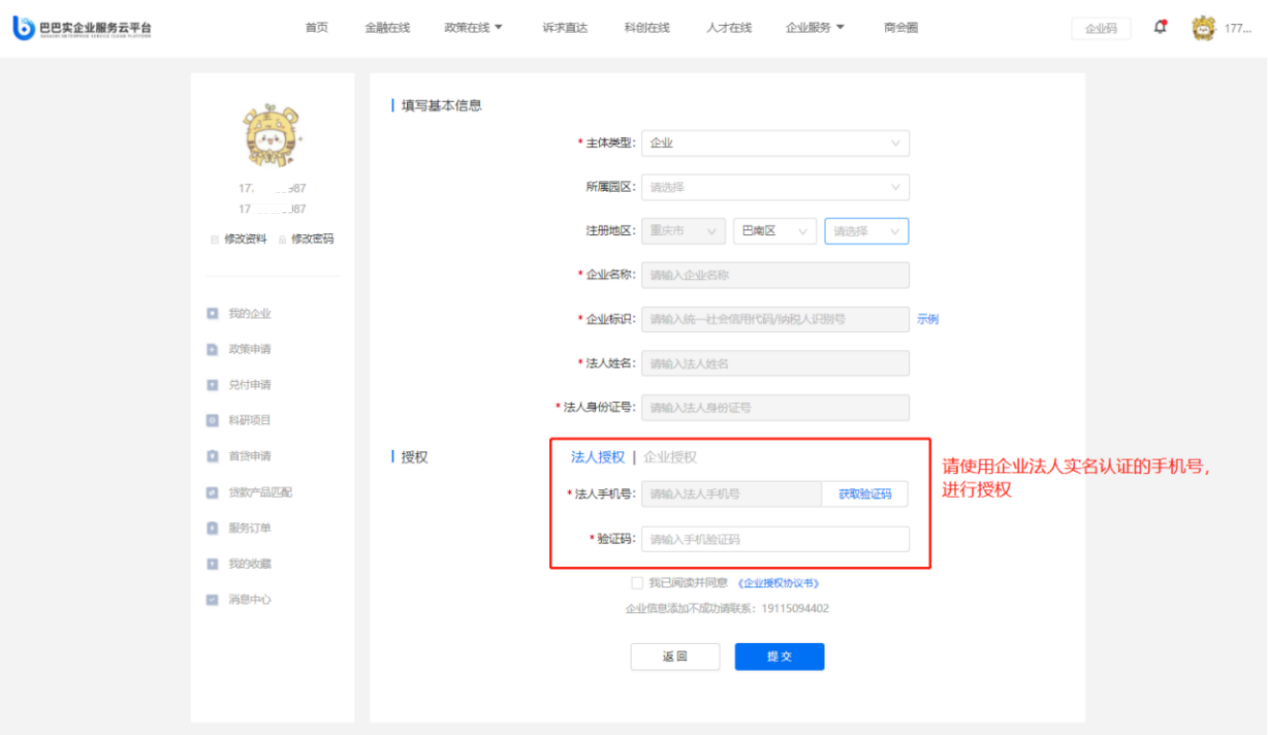 巴巴实企业服务云平台
首页 金融在线 政策在线 诉求直达 科创在线 人才在线 企业服务 商会圈 企业码 177...
17. 987
17 .87
修改资料 修改密码
我的企业
政策申请
兑付申请
科研项目
首贷申请
贷款产品匹配
服务订单
我的收藏
消息中心
填写基本信息
* 主体类型： 企业
所属园区： 请选择
注册地区： 重庆市 巴南区 请选择
* 企业名称： 请输入企业名称
* 企业标识： 请输入统一社会信用代码/纳税人识别号 示例
* 法人姓名： 请输入法人姓名
* 法人身份证号： 请输入法人身份证号
授权 法人授权 | 企业授权
* 法人手机号： 请输入法人手机号 获取验证码
* 验证码： 请输入手机验证码
请使用企业法人实名认证的手机号，
进行授权
我已阅读并同意 《企业授权协议书》
企业信息添加不成功请联系：19115094402
返回 提交